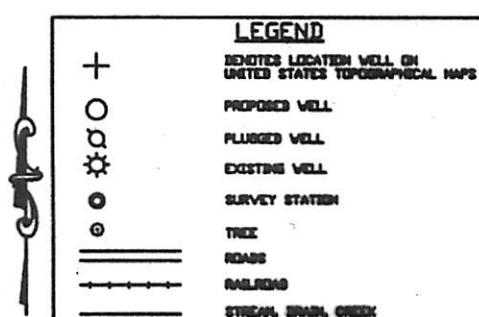 LEGEND
DENOTES LOCATION WELL ON
UNITED STATES TOPOGRAPHICAL MAPS
PROPOSED WELL
PLUGGED WELL
EXISTING WELL
SURVEY STATION
TREE
ROADS
RAILROAD
STREAM, DRAIN, CREEK